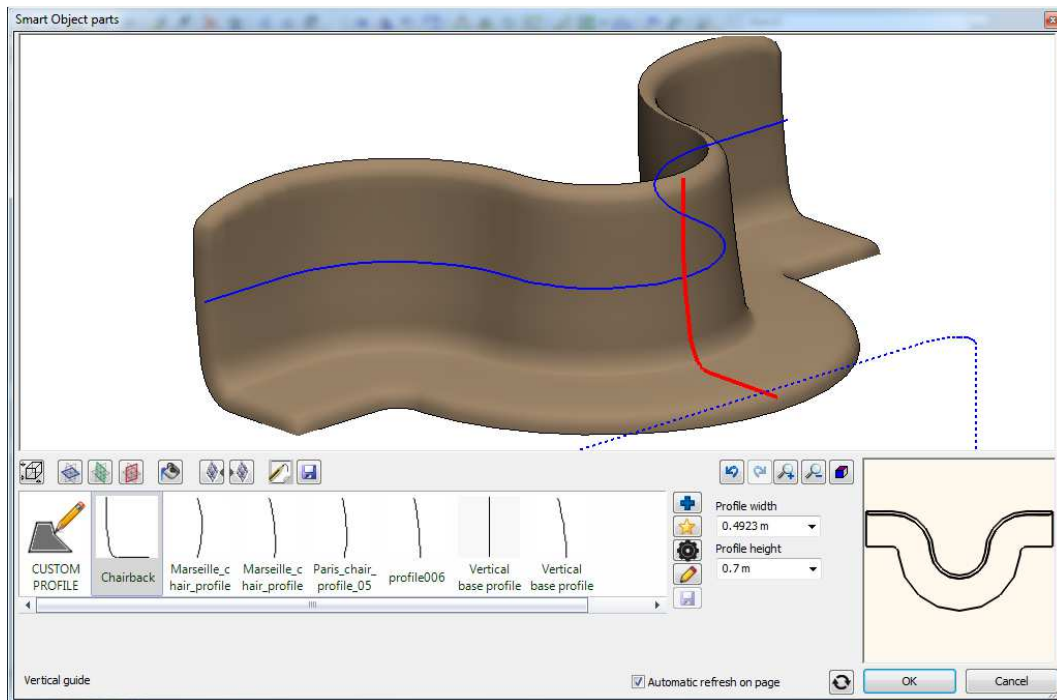 Smart Object parts
CUSTOM
PROFILE
Chairback
Marseille_c
hair_profile
Marseille_c
hair_profile
Paris_chair_
profile_05
profile006
Vertical
base profile
Vertical
base profile
Profile width
0.4923 m
Profile height
0.7 m
Vertical guide
Automatic refresh on page
OK
Cancel